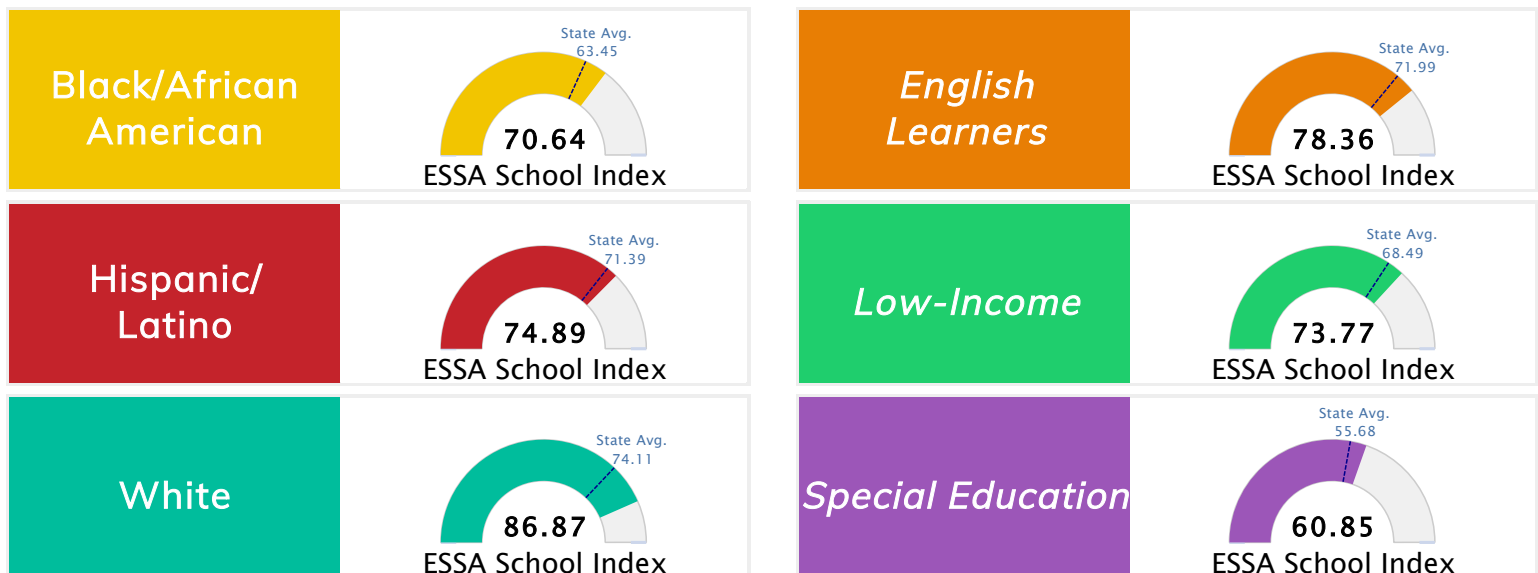 Black/African
American
State Avg.
63.45
70.64
ESSA School Index
English
Learners
State Avg.
71.99
78.36
ESSA School Index
Hispanic/
Latino
State Avg.
71.39
74.89
ESSA School Index
Low-Income
State Avg.
68.49
73.77
ESSA School Index
White
State Avg.
74.11
86.87
ESSA School Index
Special Education
State Avg.
55.68
60.85
ESSA School Index